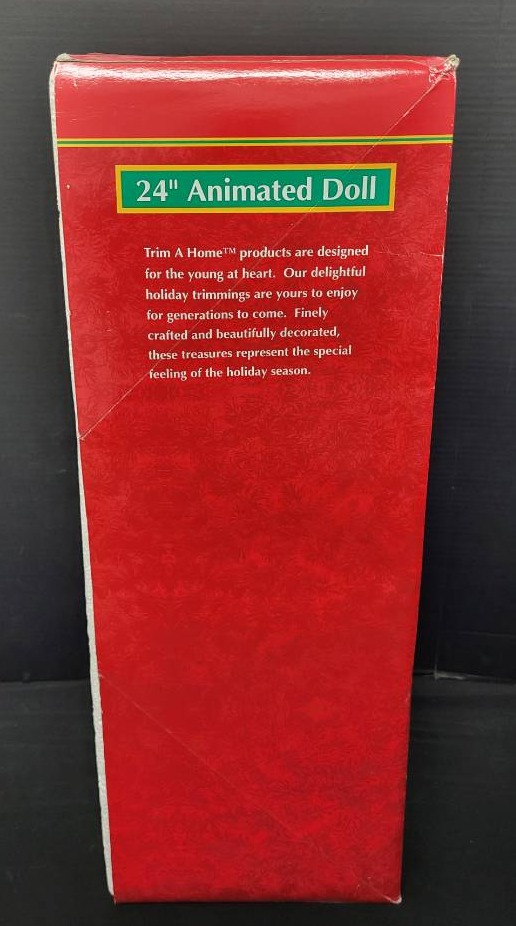 24" Animated Doll
Trim A Home™ products are designed
for the young at heart. Our delightful
holiday trimmings are yours to enjoy
for generations to come. Finely
crafted and beautifully decorated,
these treasures represent the special
feeling of the holiday season.